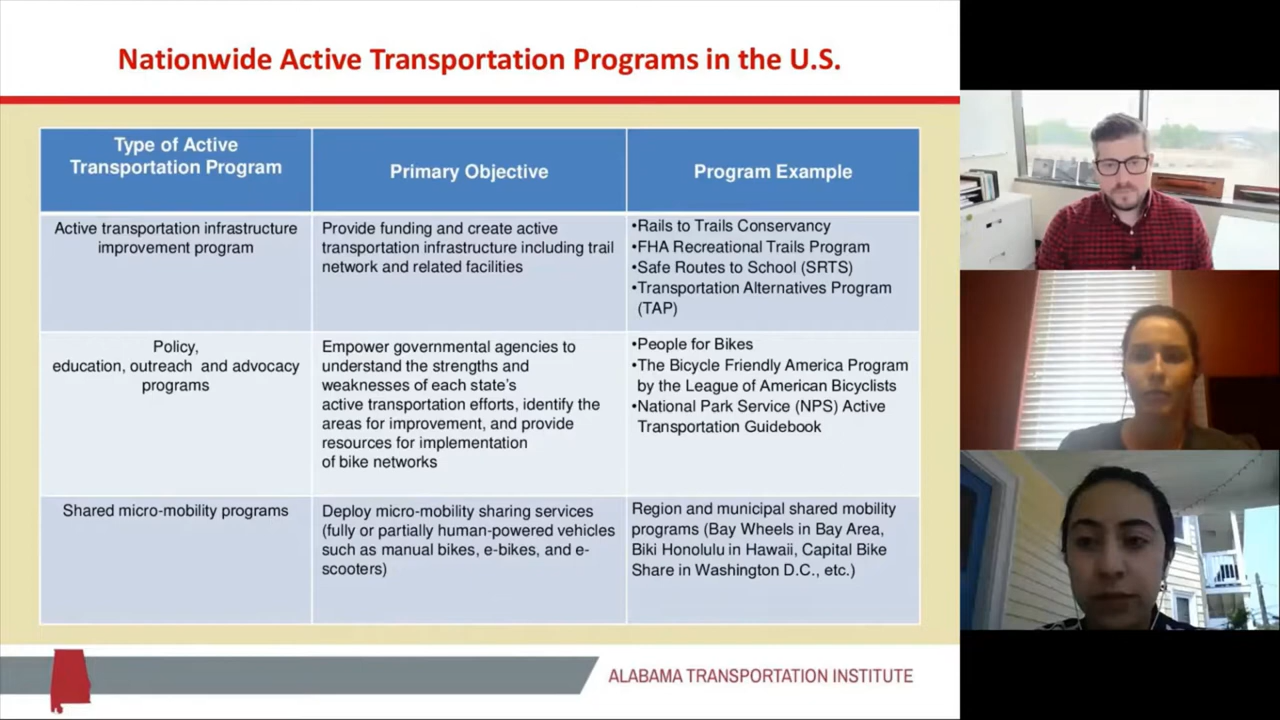 Nationwide Active Transportation Programs in the U.S.
Type of Active
Transportation Program
Primary Objective
Program Example
Active transportation infrastructure
improvement program
Provide funding and create active
transportation infrastructure including trail
network and related facilities
•Rails to Trails Conservancy
•FHA Recreational Trails Program
•Safe Routes to School (SRTS)
•Transportation Alternatives Program
(TAP)
Policy,
education, outreach and advocacy
programs
Empower governmental agencies to
understand the strengths and
weaknesses of each state's
active transportation efforts, identify the
areas for improvement, and provide
resources for implementation
of bike networks
•People for Bikes
•The Bicycle Friendly America Program
by the League of American Bicyclists
•National Park Service (NPS) Active
Transportation Guidebook
Shared micro-mobility programs
Deploy micro-mobility sharing services
(fully or partially human-powered vehicles
such as manual bikes, e-bikes, and e-
scooters)
Region and municipal shared mobility
programs (Bay Wheels in Bay Area,
Biki Honolulu in Hawaii, Capital Bike
Share in Washington D.C., etc.)
ALABAMA TRANSPORTATION INSTITUTE